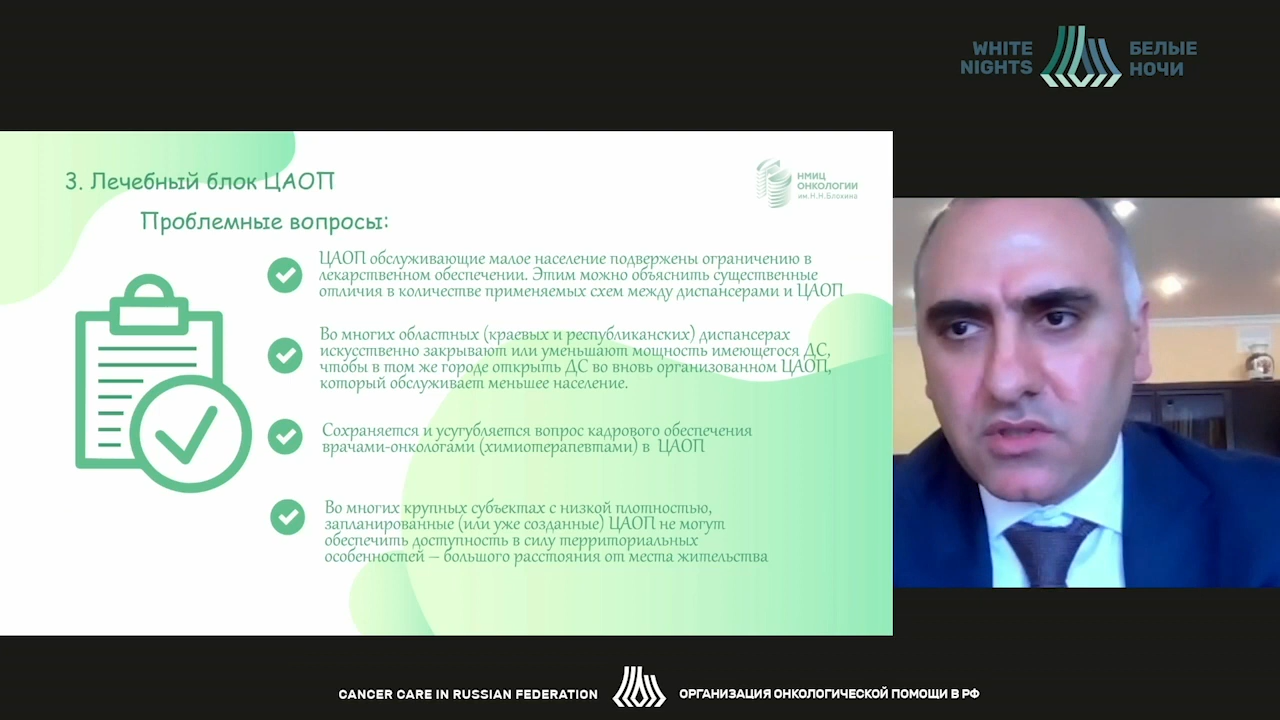 WHITE
NIGHTS
БЕЛЫЕ
НОЧИ
3. Лечебный блок ЦАОП
НМИЦ
ОНКОЛОГИИ
им.Н.Н.Блохина
Проблемные вопросы:
ЦАОП обслуживающие малое население подвержены ограничению в
лекарственном обеспечении. Этим можно объяснить существенные
отличия в количестве применяемых схем между диспансерами и ЦАОП
Во многих областных (краевых и республиканских) диспансерах
искусственно закрывают или уменьшают мощность имеющегося ДС,
чтобы в том же городе открыть ДС во вновь организованном ЦАОП,
который обслуживает меньшее население.
Сохраняется и усугубляется вопрос кадрового обеспечения
врачами-онкологами (химиотерапевтами) в ЦАОП
Во многих крупных субъектах с низкой плотностью,
запланированные (или уже созданные) ЦАОП не могут
обеспечить доступность в силу территориальных
особенностей – большого расстояния от места жительства
CANCER CARE IN RUSSIAN FEDERATION
ОРГАНИЗАЦИЯ ОНКОЛОГИЧЕСКОЙ ПОМОЩИ В РФ